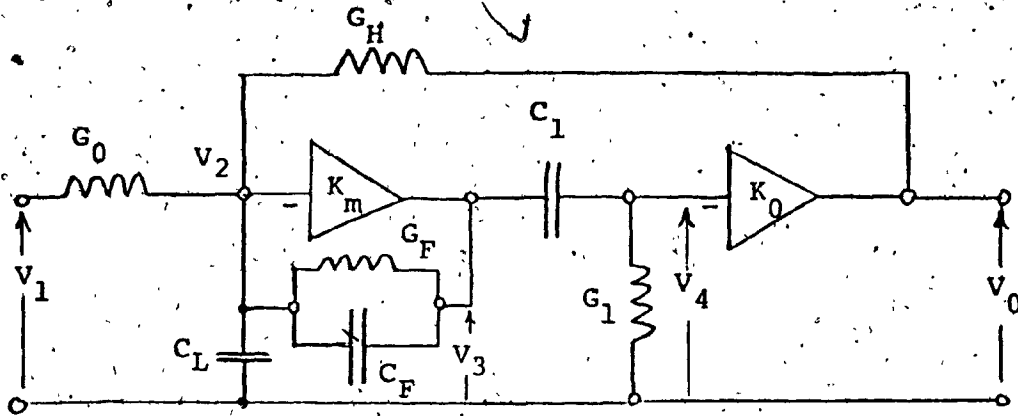 G_H
C_1
G_0
V_2
K_m
-
K_0
-
G_F
V_1
G_1
V_4
V_0
C_L
C_F
V_3